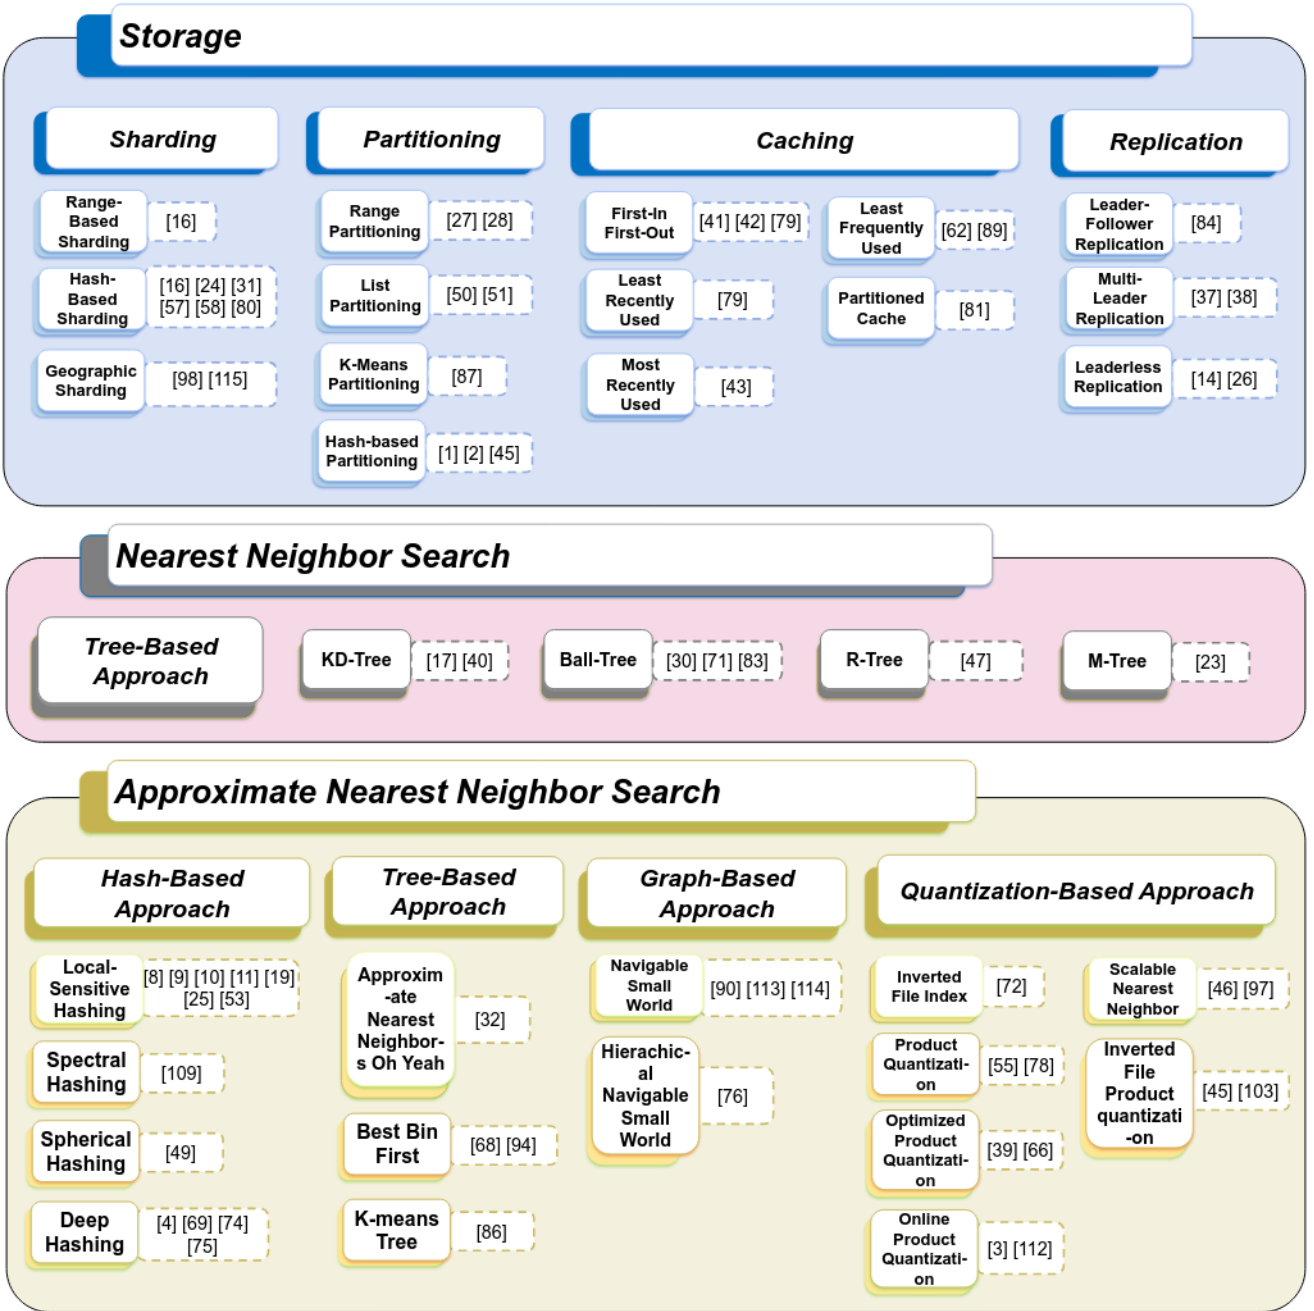 Storage
Sharding
Range-
Based
Sharding
[16]
Hash-
Based
Sharding
[16] [24] [31]
[57] [58] [80]
Geographic
Sharding
[98] [115]
Partitioning
Range
Partitioning
[27] [28]
List
Partitioning
[50] [51]
K-Means
Partitioning
[87]
Hash-based
Partitioning
[1] [2] [45]
Caching
First-In
First-Out
[41] [42] [79]
Least
Recently
Used
[79]
Most
Recently
Used
[43]
Least
Frequently
Used
[62] [89]
Partitioned
Cache
[81]
Replication
Leader-
Follower
Replication
[84]
Multi-
Leader
Replication
[37] [38]
Leaderless
Replication
[14] [26]
Nearest Neighbor Search
Tree-Based
Approach
KD-Tree
[17] [40]
Ball-Tree
[30] [71] [83]
R-Tree
[47]
M-Tree
[23]
Approximate Nearest Neighbor Search
Hash-Based
Approach
Local-
Sensitive
Hashing
[8] [9] [10] [11] [19]
[25] [53]
Spectral
Hashing
[109]
Spherical
Hashing
[49]
Deep
Hashing
[4] [69] [74]
[75]
Tree-Based
Approach
Approxim
-ate
Nearest
Neighbor-
s Oh Yeah
[32]
Best Bin
First
[68] [94]
K-means
Tree
[86]
Graph-Based
Approach
Navigable
Small
World
[90] [113] [114]
Hierachic-
al
Navigable
Small
World
[76]
Quantization-Based Approach
Inverted
File Index
[72]
Product
Quantizati-
on
[55] [78]
Optimized
Product
Quantizati-
on
[39] [66]
Online
Product
Quantizati-
on
[3] [112]
Scalable
Nearest
Neighbor
[46] [97]
Inverted
File
Product
quantizati
-on
[45] [103]